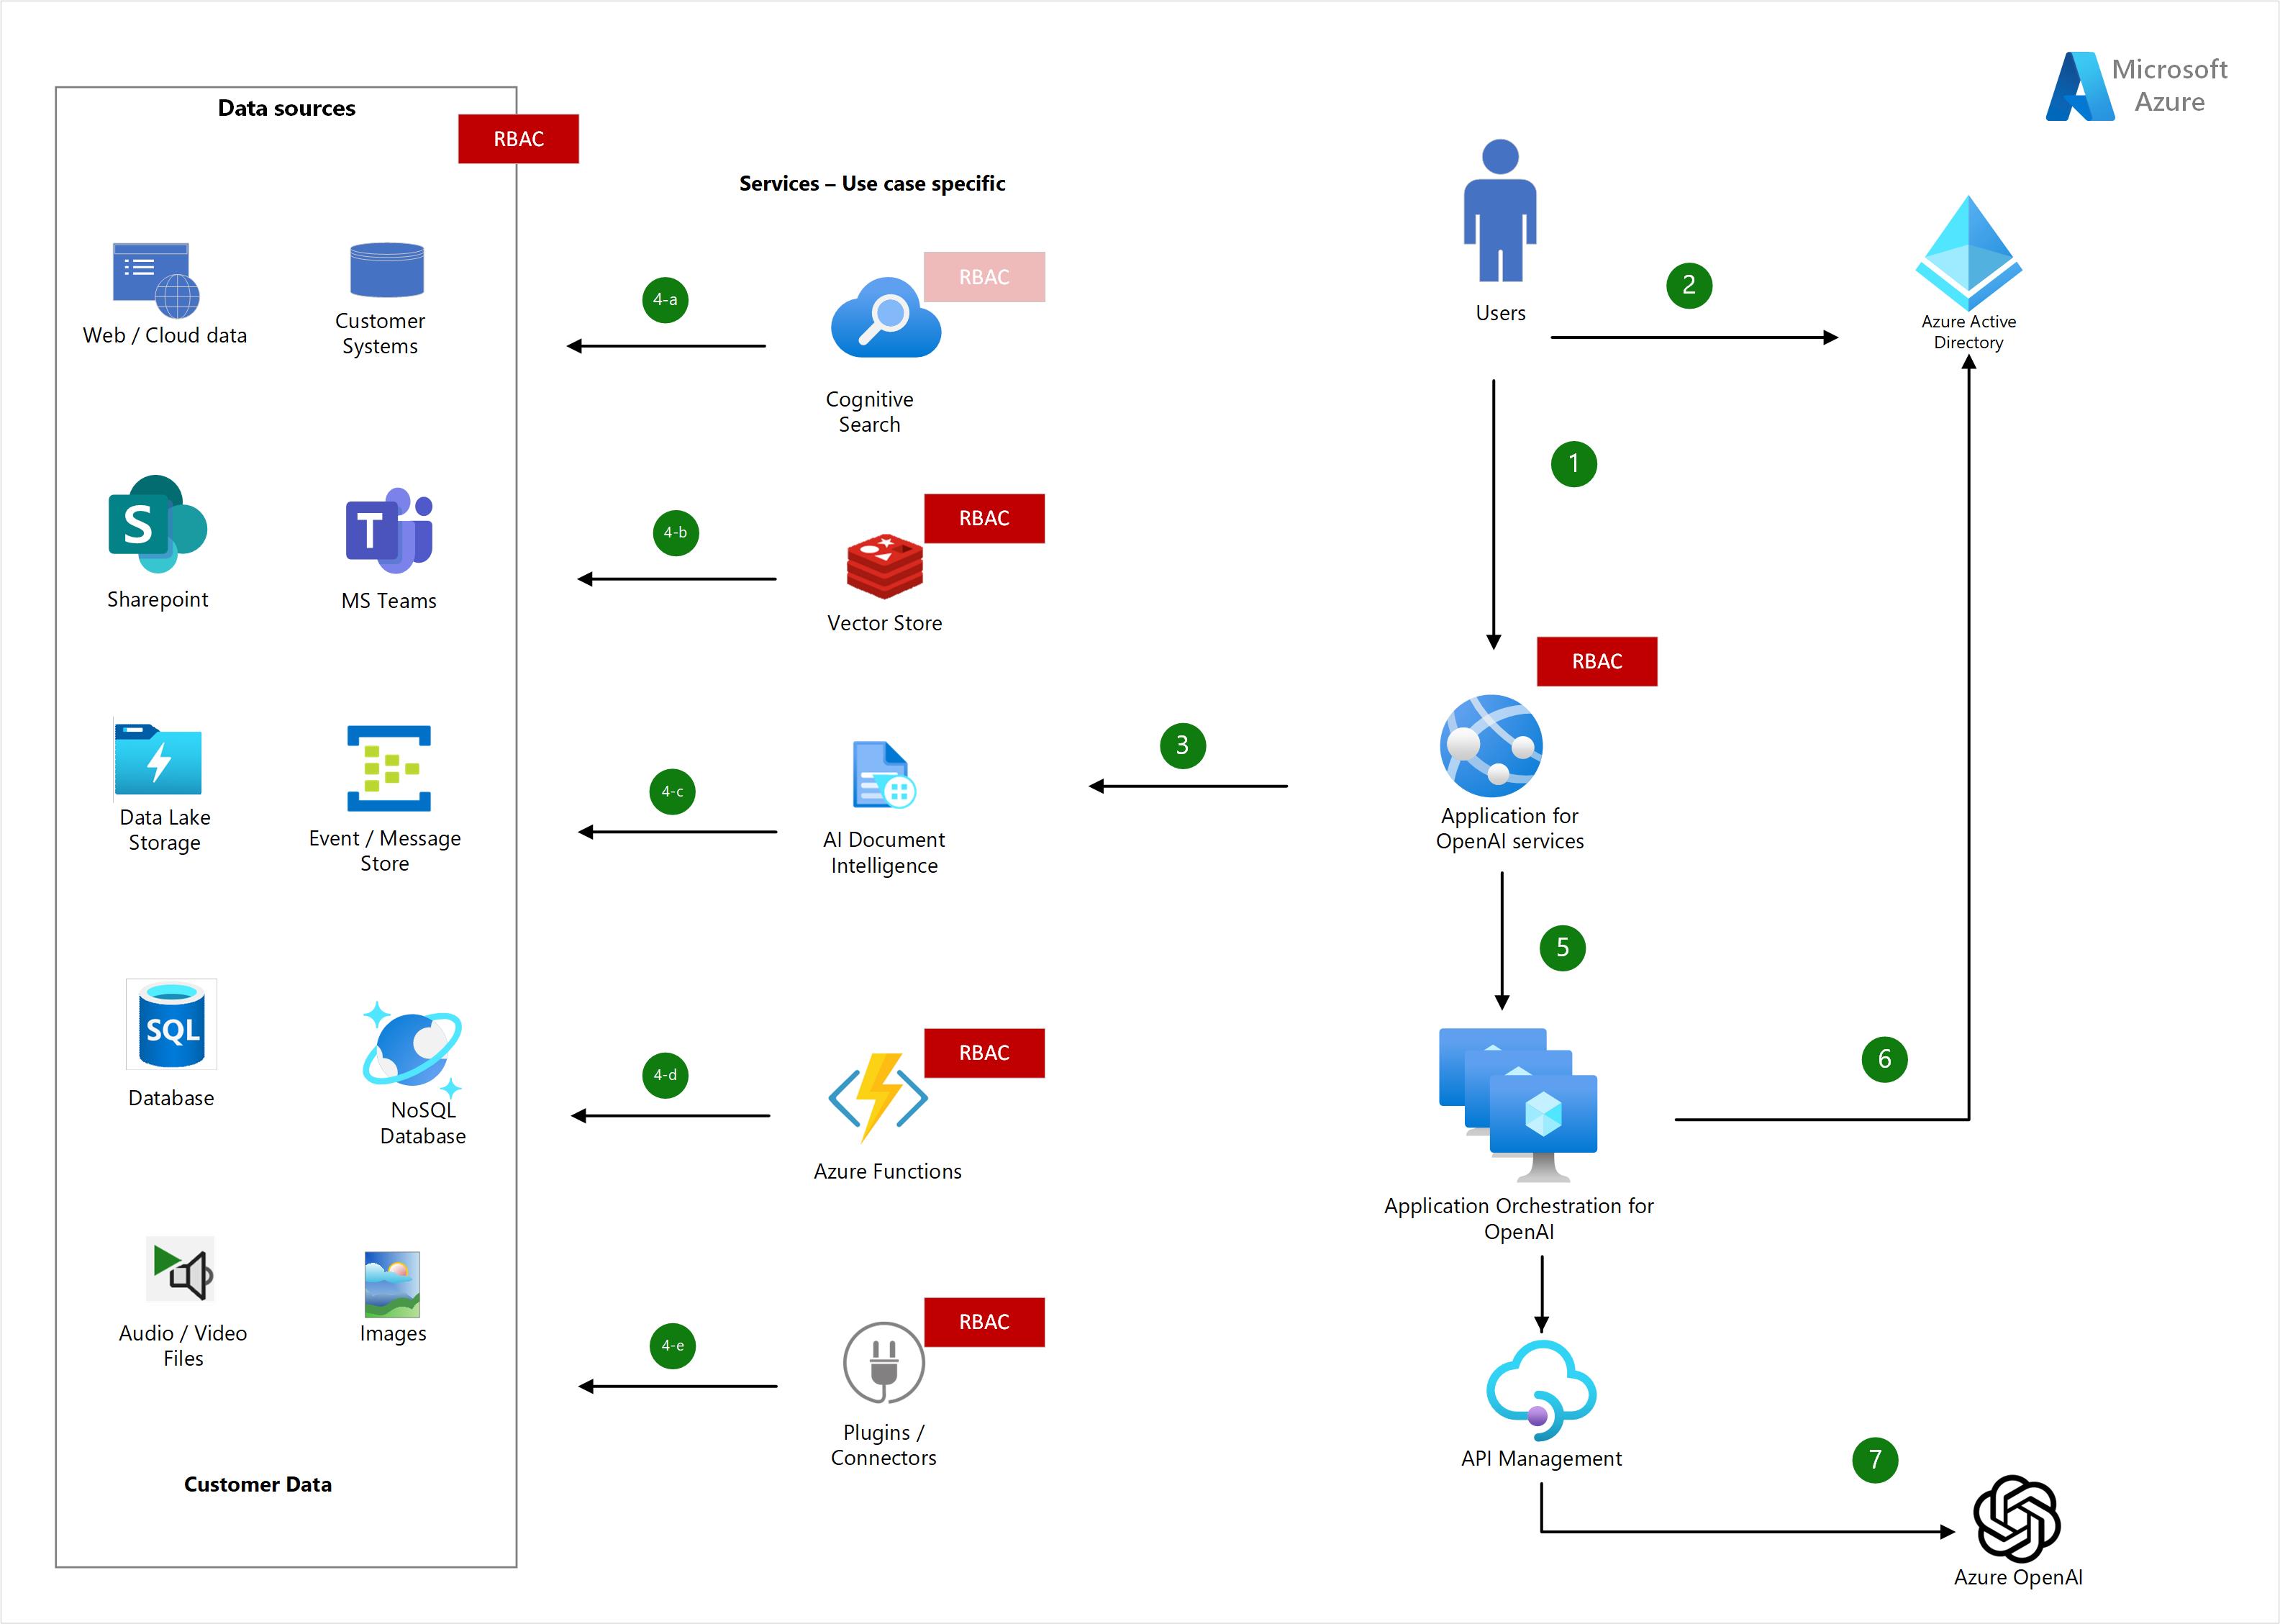 Microsoft
Azure
Data sources
RBAC
Services – Use case specific
Web / Cloud data
Customer
Systems
4-a
RBAC
Cognitive
Search
Users
2
Azure Active
Directory
1
S
Sharepoint
T
MS Teams
4-b
RBAC
Vector Store
RBAC
Data Lake
Storage
Event / Message
Store
4-c
AI Document
Intelligence
3
Application for
OpenAI services
5
SQL
Database
NoSQL
Database
4-d
RBAC
Azure Functions
6
Application Orchestration for
OpenAI
Audio / Video
Files
Images
4-e
RBAC
Plugins /
Connectors
API Management
7
Azure OpenAI
Customer Data